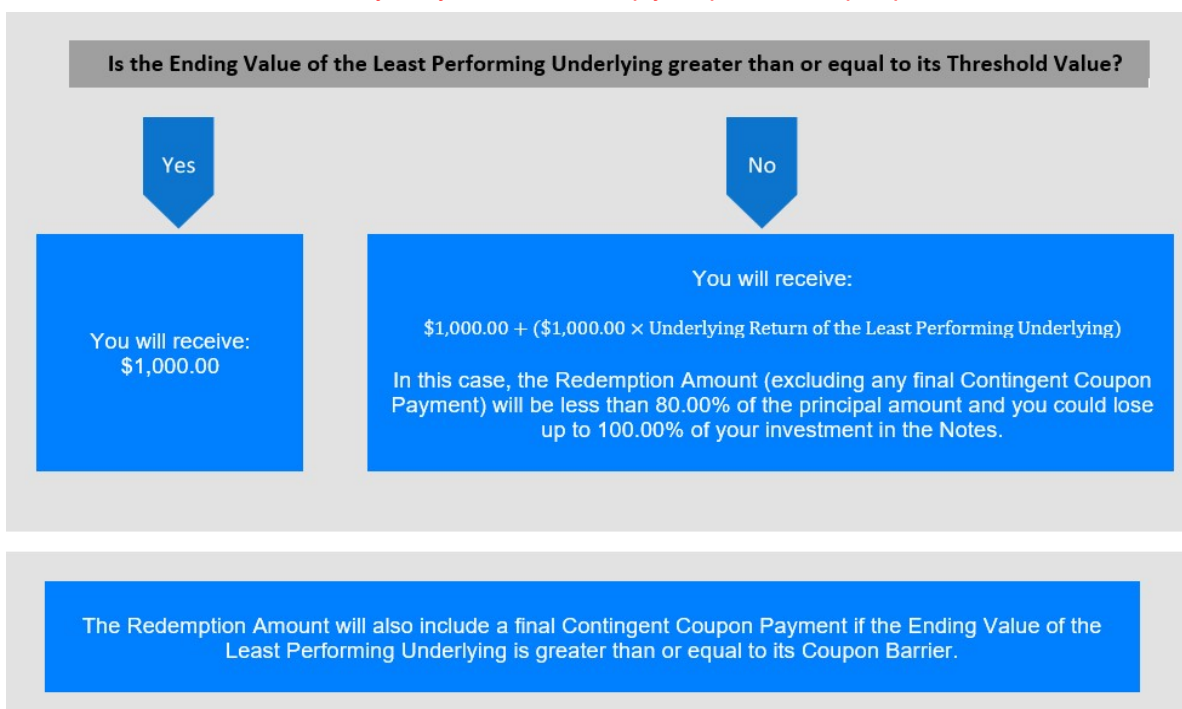 Is the Ending Value of the Least Performing Underlying greater than or equal to its Threshold Value?
Yes
No
You will receive:
$1,000.00
You will receive:
$1,000.00 + ($1,000.00 × Underlying Return of the Least Performing Underlying)
In this case, the Redemption Amount (excluding any final Contingent Coupon
Payment) will be less than 80.00% of the principal amount and you could lose
up to 100.00% of your investment in the Notes.
The Redemption Amount will also include a final Contingent Coupon Payment if the Ending Value of the
Least Performing Underlying is greater than or equal to its Coupon Barrier.